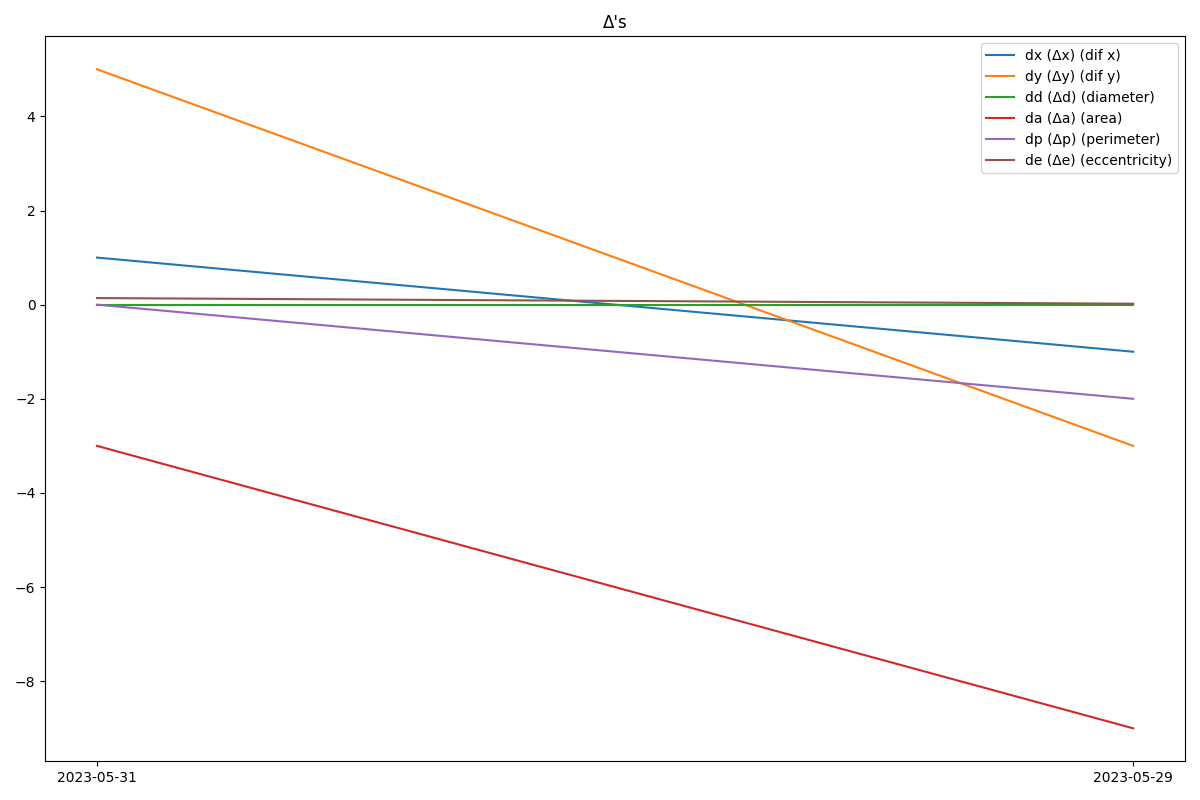 Δ's
dx (Δx) (dif x)
dy (Δy) (dif y)
dd (Δd) (diameter)
da (Δa) (area)
dp (Δp) (perimeter)
de (Δe) (eccentricity)
4
2
0
−2
−4
−6
−8
2023-05-31 2023-05-29